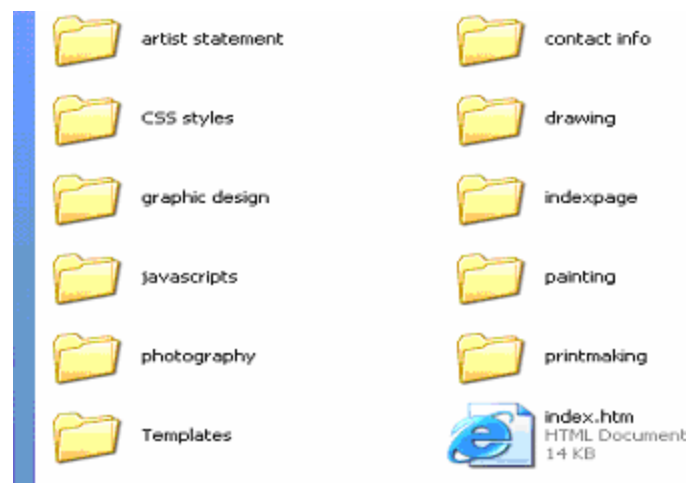 artist statement
contact info
CSS styles
drawing
graphic design
indexpage
javascripts
painting
photography
printmaking
Templates
index.htm
HTML Document
14 KB